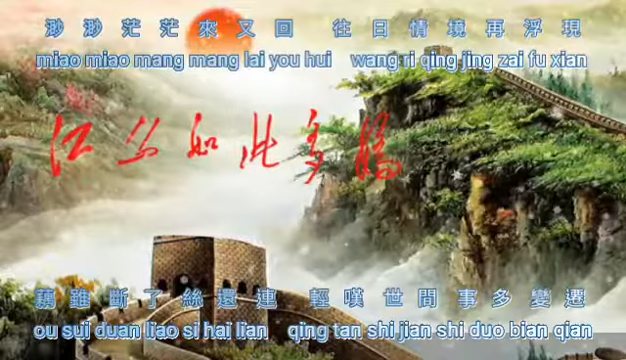 渺渺茫茫來又回 往日情境再浮現
miao miao mang mang lai you hui wang ri qing jing zai fu xian
江山如此多嬌
藕雖斷了絲還連 輕嘆世間事多變遷
ou sui duan liao si hai lian qing tan shi jian shi duo bian qian